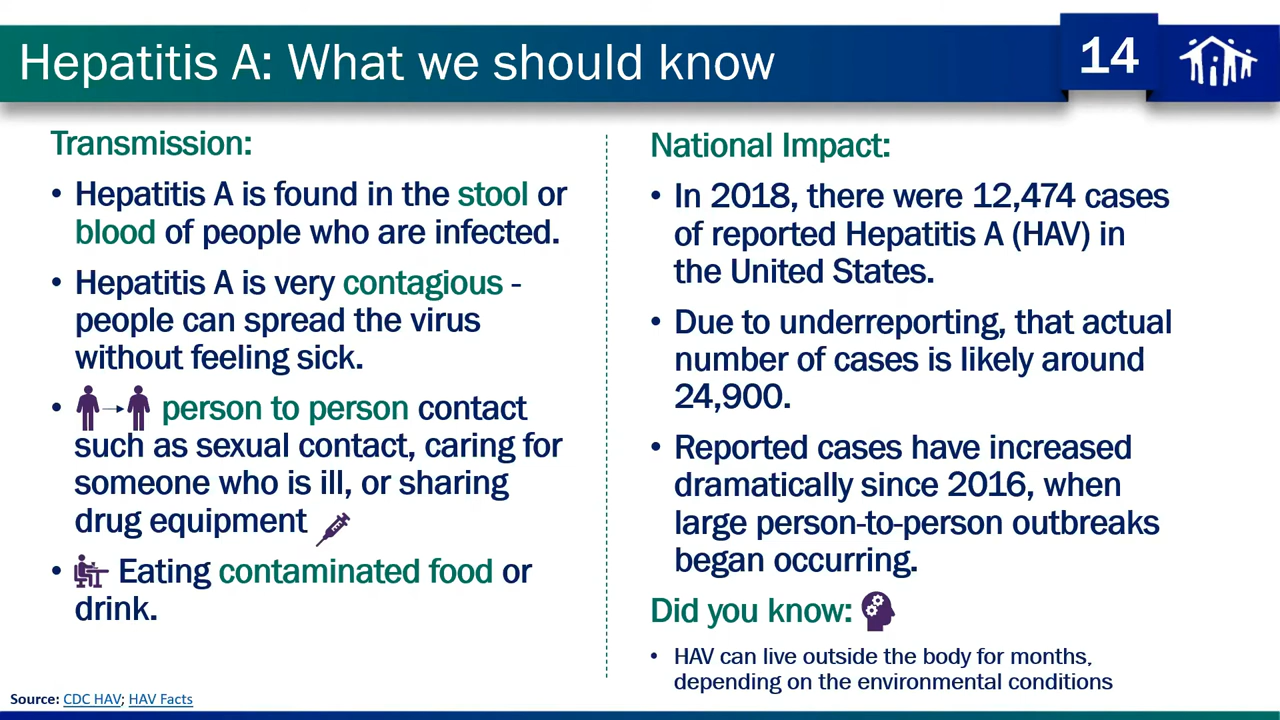 Hepatitis A: What we should know
14
Transmission:
• Hepatitis A is found in the stool or
blood of people who are infected.
• Hepatitis A is very contagious -
people can spread the virus
without feeling sick.
• person to person contact
such as sexual contact, caring for
someone who is ill, or sharing
drug equipment
• Eating contaminated food or
drink.
National Impact:
• In 2018, there were 12,474 cases
of reported Hepatitis A (HAV) in
the United States.
• Due to underreporting, that actual
number of cases is likely around
24,900.
• Reported cases have increased
dramatically since 2016, when
large person-to-person outbreaks
began occurring.
Did you know:
• HAV can live outside the body for months,
depending on the environmental conditions
Source: CDC HAV; HAV Facts